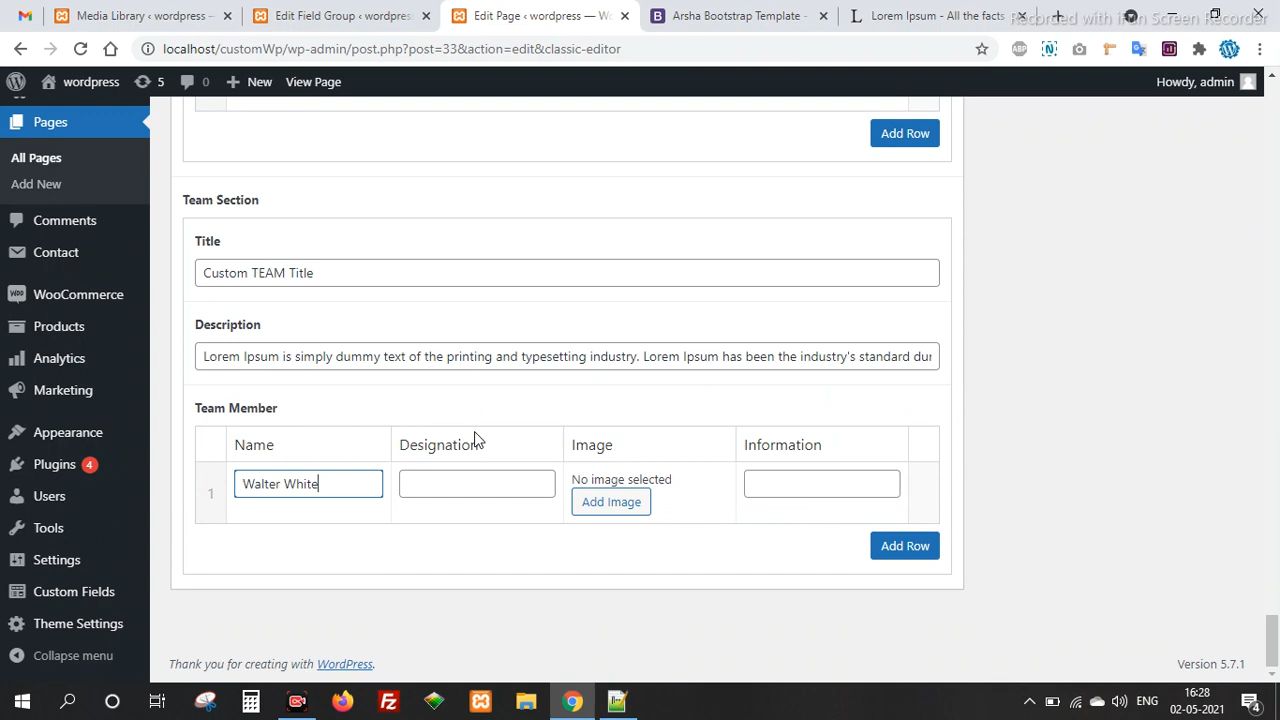 Media Library ‹ wordpress —
Edit Field Group ‹ wordpress —
Edit Page ‹ wordpress — Wo
Arsha Bootstrap Template -
Lorem Ipsum - All the facts
Recorded with iFun Screen Recorder
localhost/customWp/wp-admin/post.php?post=33&action=edit&classic-editor
wordpress
5
0
New
View Page
Howdy, admin
Pages
All Pages
Add New
Comments
Contact
WooCommerce
Products
Analytics
Marketing
Appearance
Plugins 4
Users
Tools
Settings
Custom Fields
Theme Settings
Collapse menu
Add Row
Team Section
Title
Custom TEAM Title
Description
Lorem Ipsum is simply dummy text of the printing and typesetting industry. Lorem Ipsum has been the industry's standard dur
Team Member
Name Designation Image Information
1 Walter White No image selected
Add Image
Add Row
Thank you for creating with WordPress.
Version 5.7.1
ENG
16:28
02-05-2021
4